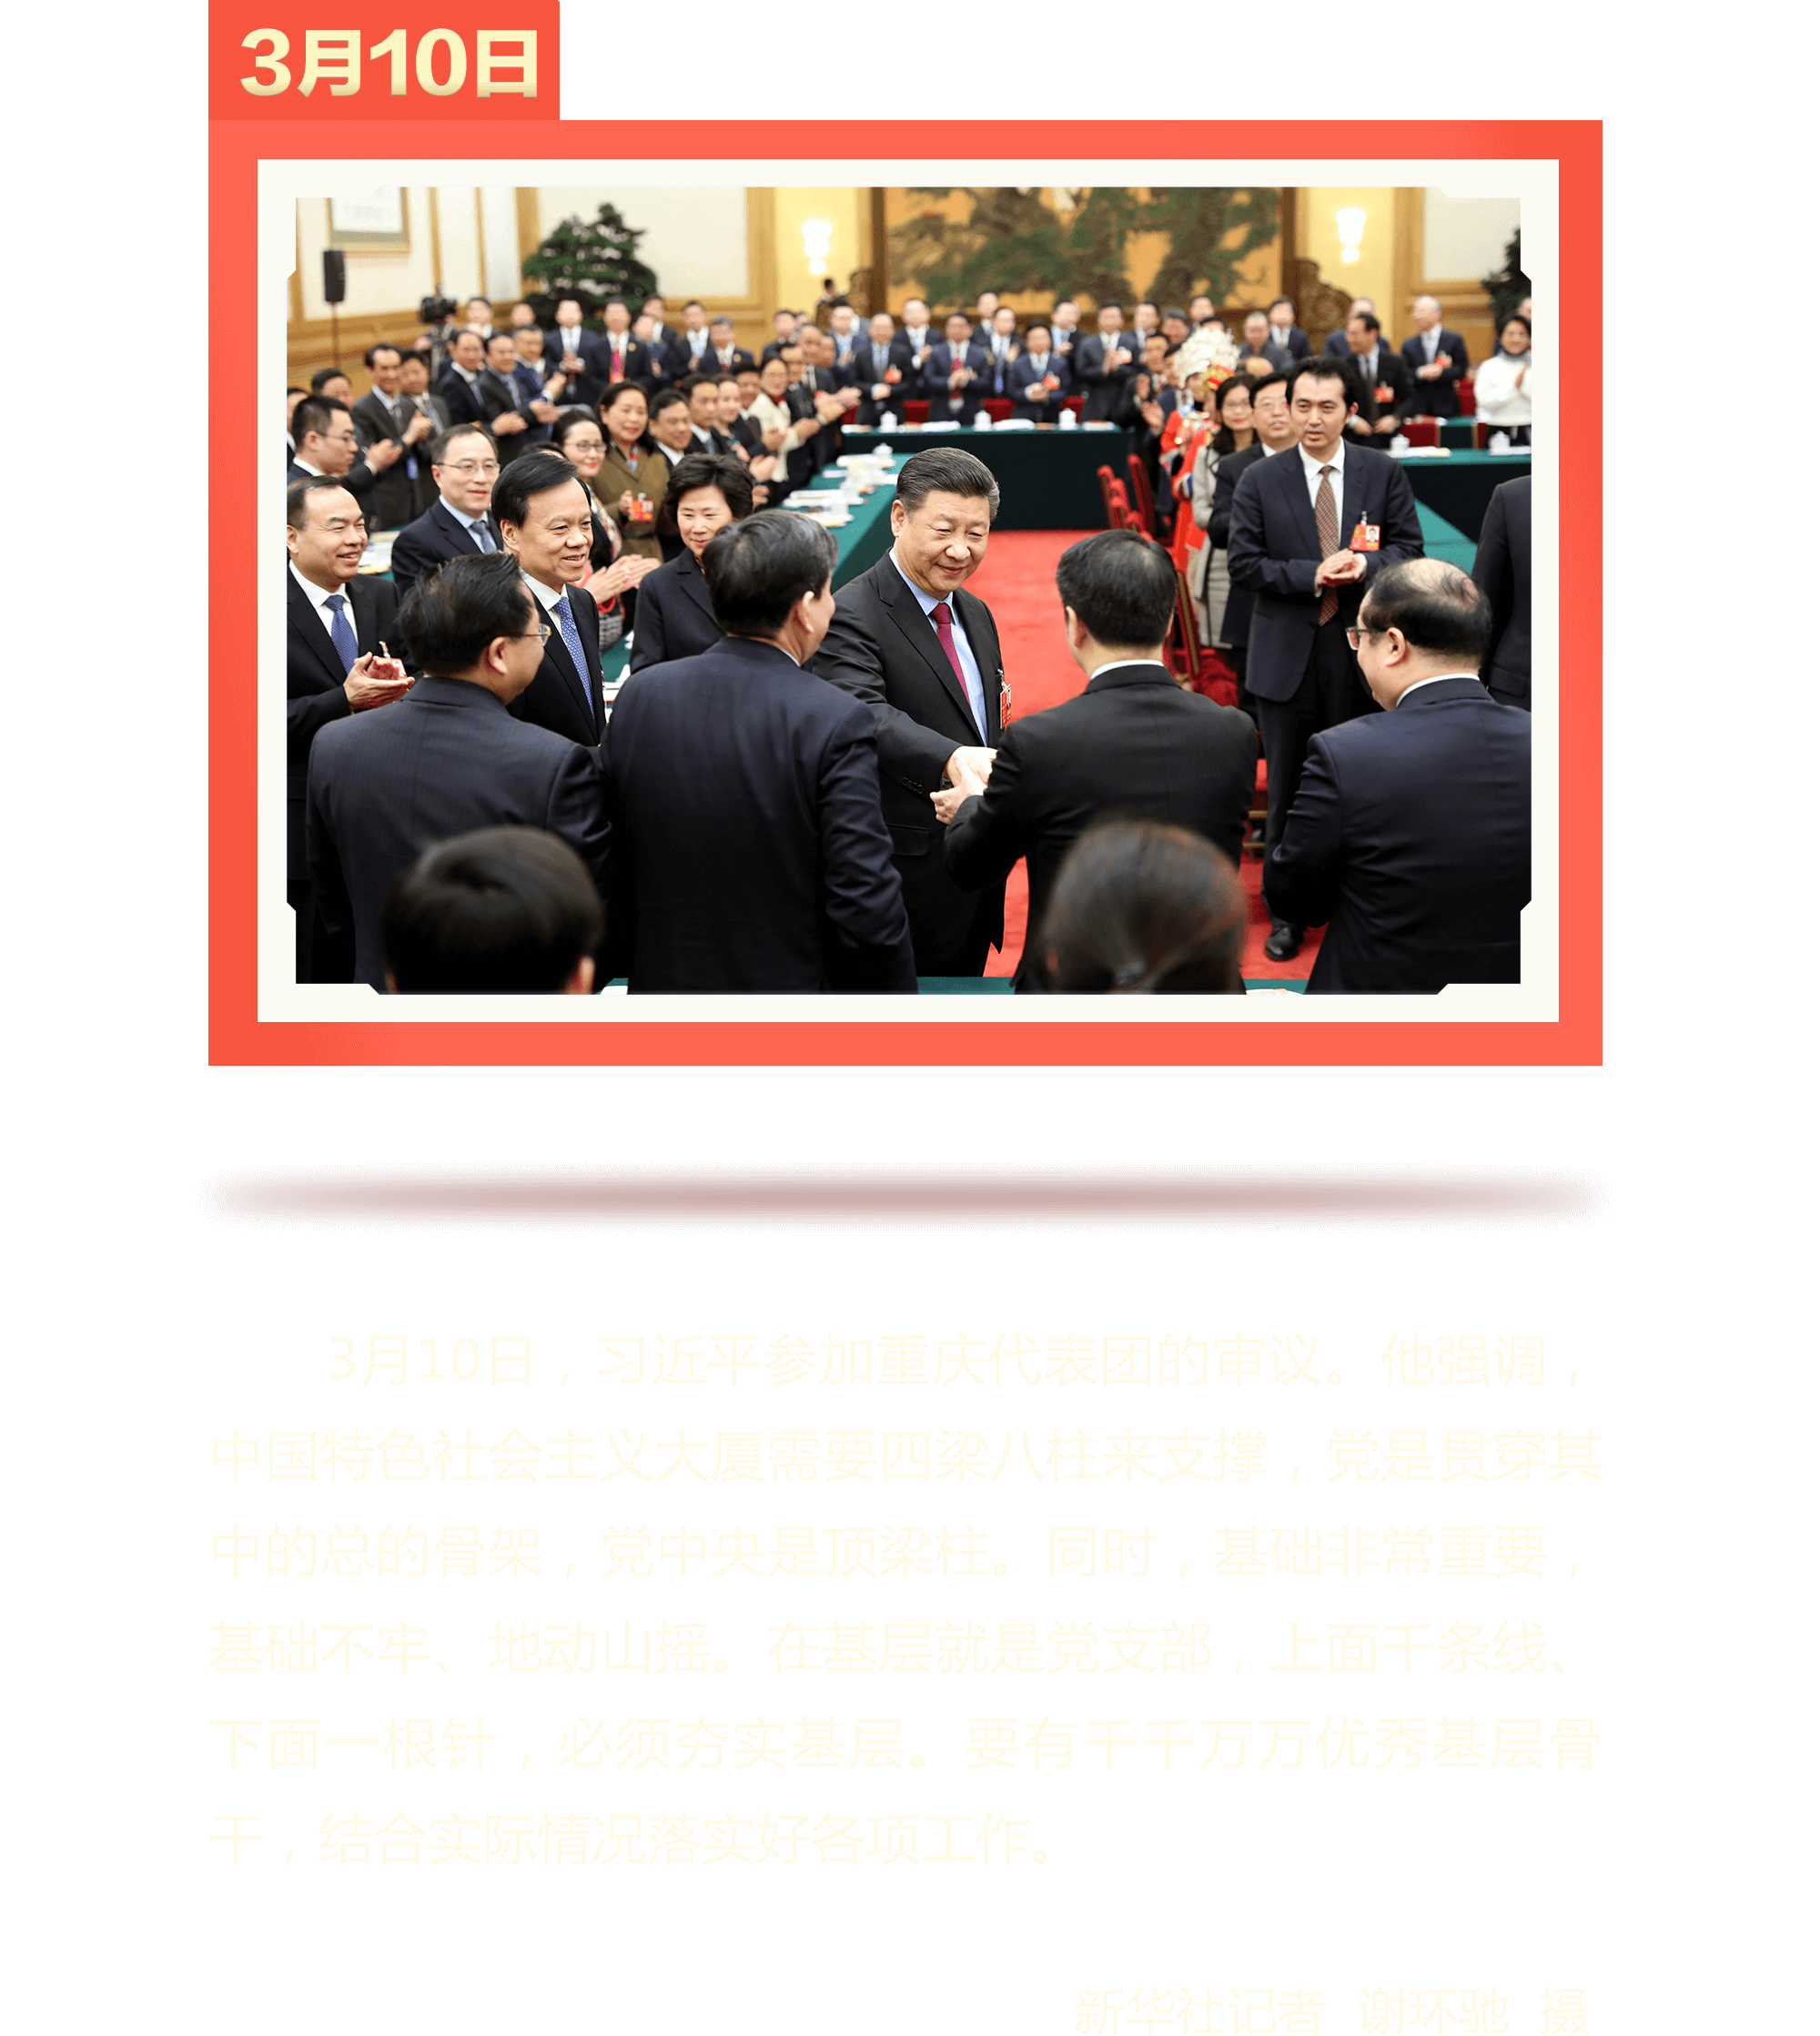 3月10日
3月10日，习近平参加重庆代表团的审议。他强调，
中国特色社会主义大厦需要四梁八柱来支撑，党是贯穿其
中的总的骨架，党中央是顶梁柱。同时，基础非常重要，
基础不牢、地动山摇。在基层就是党支部，上面千条线、
下面一根针，必须夯实基层。要有千千万万优秀基层骨
干，结合实际情况落实好各项工作。
新华社记者 谢环驰 摄